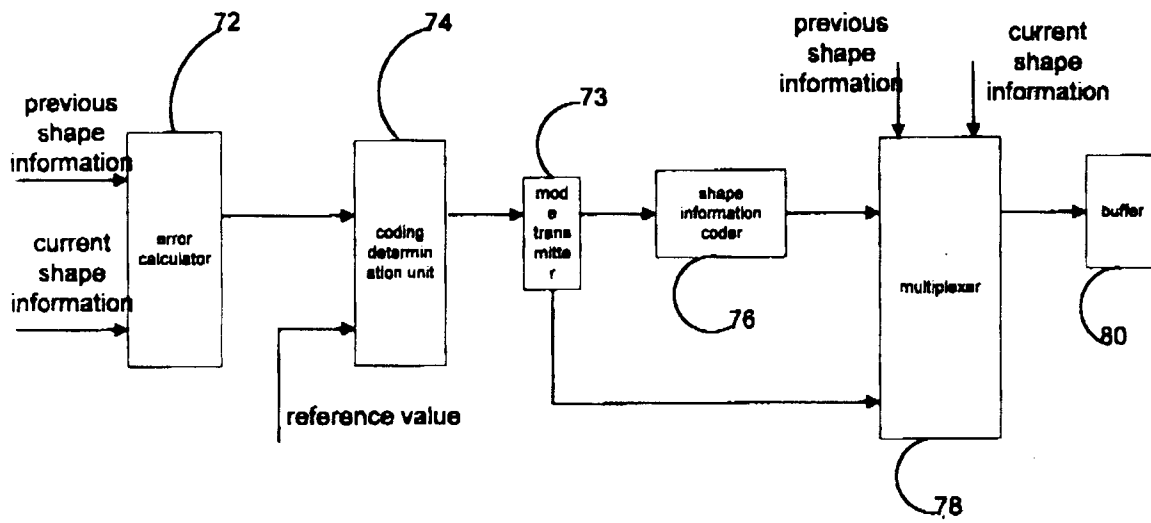 72
74
73
previous
shape
information
current
shape
information
previous
shape
information
error
calculator
coding
determin
ation unit
mod
e
trans
mitte
r
shape
information
coder
multiplexer
buffer
current
shape
information
reference value
76
80
78